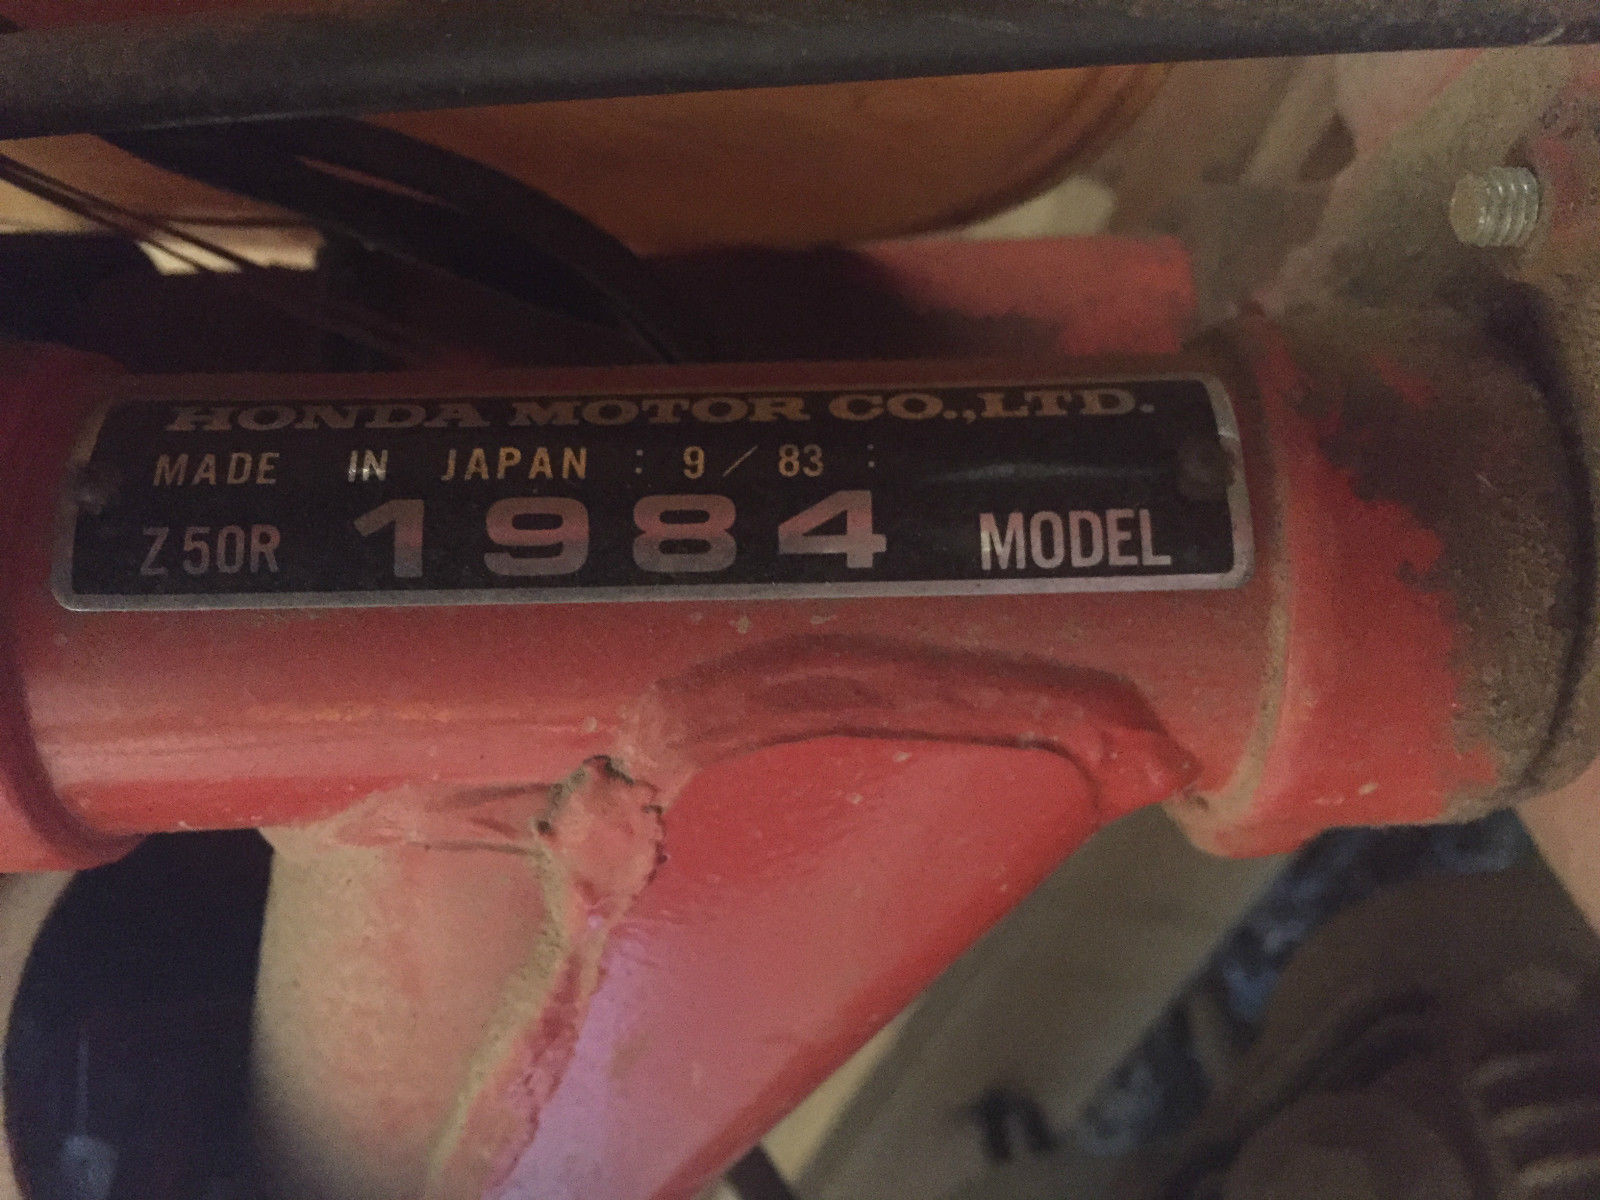 HONDA MOTOR CO.,LTD.
MADE IN JAPAN : 9 / 83 :
Z50R 1984 MODEL
n